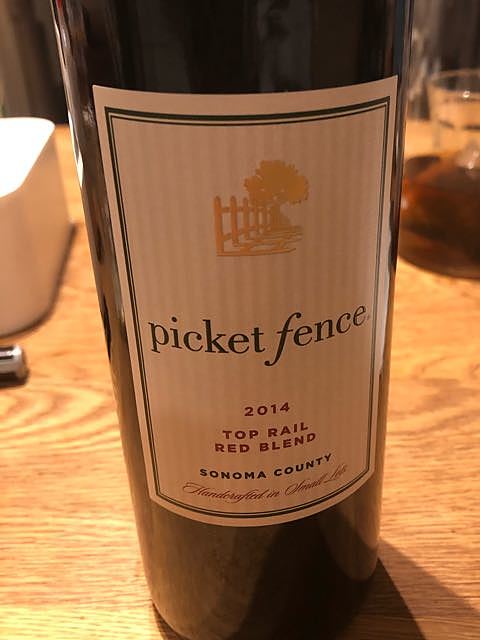 picket fence
2014
TOP RAIL
RED BLEND
SONOMA COUNTY
Handcrafted in Small Lots